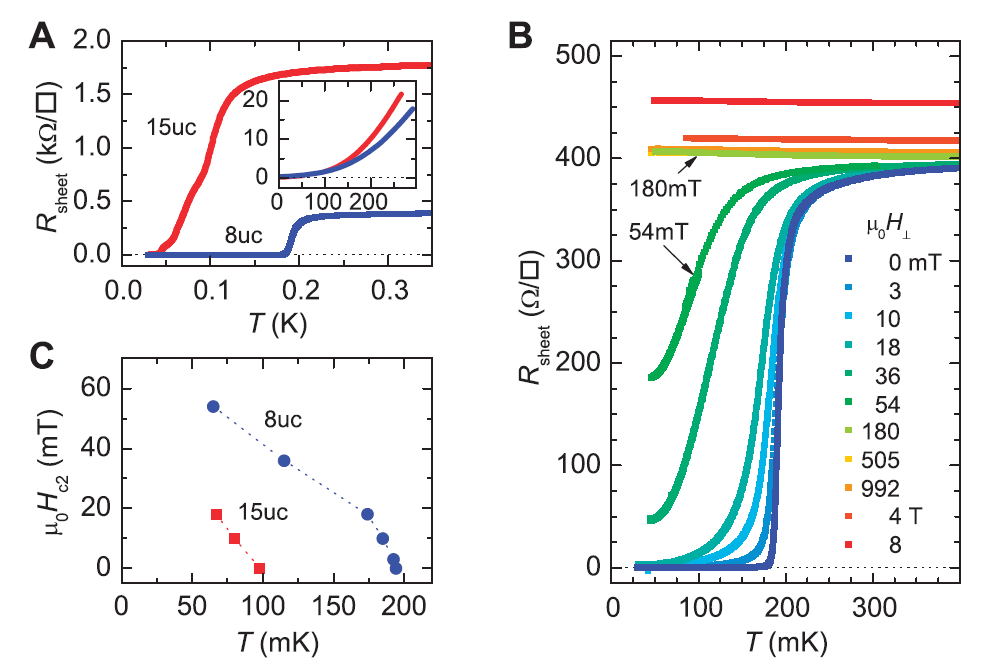 A
2.0
1.5
1.0
0.5
0.0
R sheet (kΩ/□)
15uc
8uc
20
10
0
0 100 200
0.0 0.1 0.2 0.3
T (K)
B
500
400
300
200
100
0
R sheet (Ω/□)
180mT
54mT
μ0H⊥
0 mT
3
10
18
36
54
180
505
992
4 T
8
0 100 200 300
T (mK)
C
60
40
20
0
μ0Hc2 (mT)
8uc
15uc
0 50 100 150 200
T (mK)